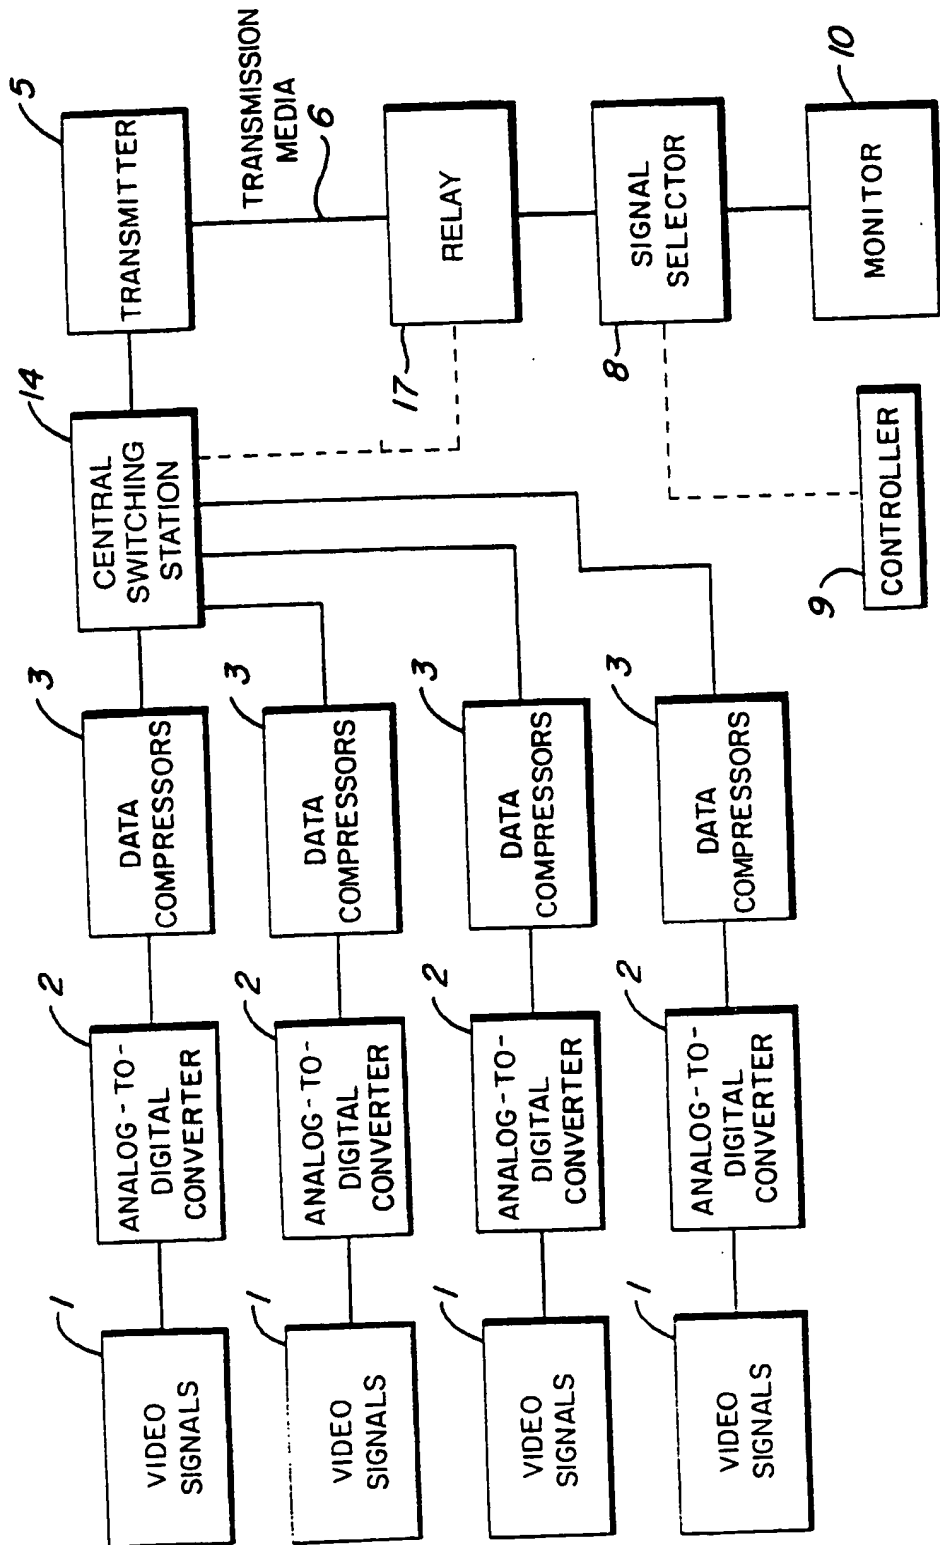 1
VIDEO
SIGNALS
2
ANALOG-TO-
DIGITAL
CONVERTER
3
DATA
COMPRESSORS
14
CENTRAL
SWITCHING
STATION
5
TRANSMITTER
1
VIDEO
SIGNALS
2
ANALOG-TO-
DIGITAL
CONVERTER
3
DATA
COMPRESSORS
TRANSMISSION
MEDIA
6
1
VIDEO
SIGNALS
2
ANALOG-TO-
DIGITAL
CONVERTER
3
DATA
COMPRESSORS
17
RELAY
1
VIDEO
SIGNALS
2
ANALOG-TO-
DIGITAL
CONVERTER
3
DATA
COMPRESSORS
8
SIGNAL
SELECTOR
9
CONTROLLER
10
MONITOR